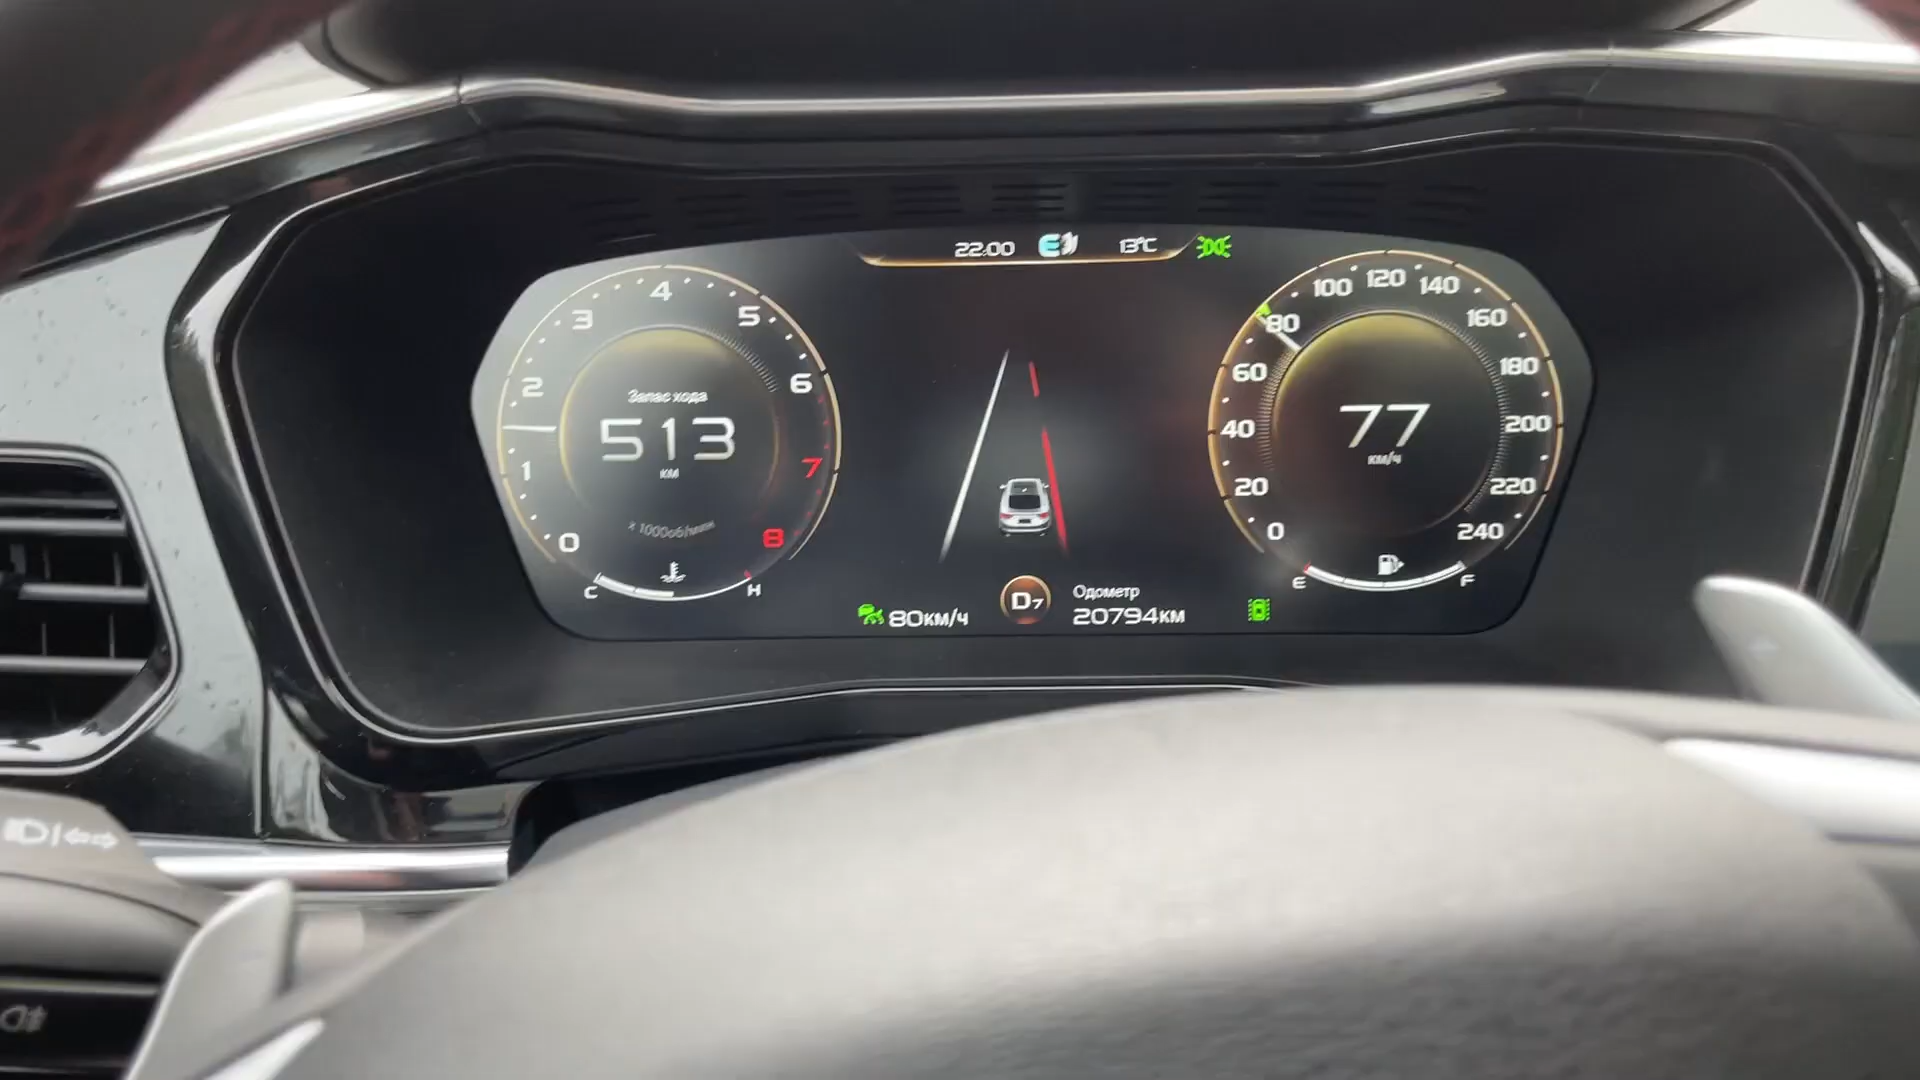 22:00 E 13°C
0 1 2 3 4 5 6 7 8
Запас хода
513
км
x 1000об/мин
C H
0 20 40 60 80 100 120 140 160 180 200 220 240
77
км/ч
E F
80км/ч
D7
Одометр
20794км